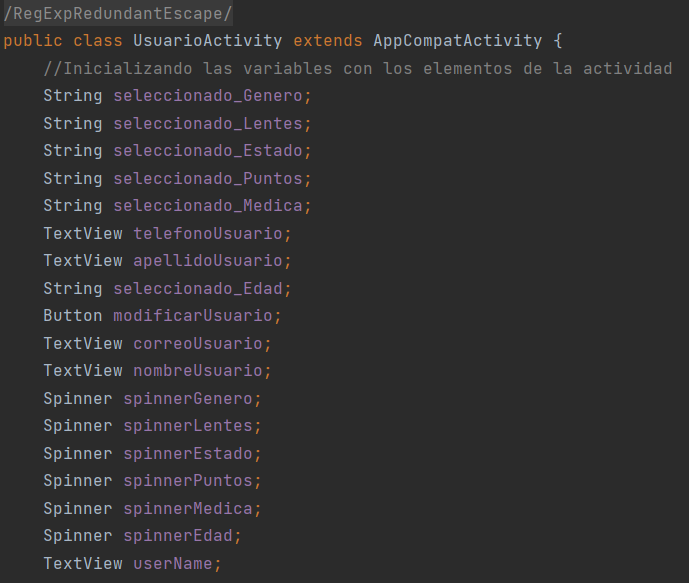 /RegExpRedundantEscape/
public class UsuarioActivity extends AppCompatActivity {
//Inicializando las variables con los elementos de la actividad
String seleccionado_Genero;
String seleccionado_Lentes;
String seleccionado_Estado;
String seleccionado_Puntos;
String seleccionado_Medica;
TextView telefonoUsuario;
TextView apellidoUsuario;
String seleccionado_Edad;
Button modificarUsuario;
TextView correoUsuario;
TextView nombreUsuario;
Spinner spinnerGenero;
Spinner spinnerLentes;
Spinner spinnerEstado;
Spinner spinnerPuntos;
Spinner spinnerMedica;
Spinner spinnerEdad;
TextView userName;